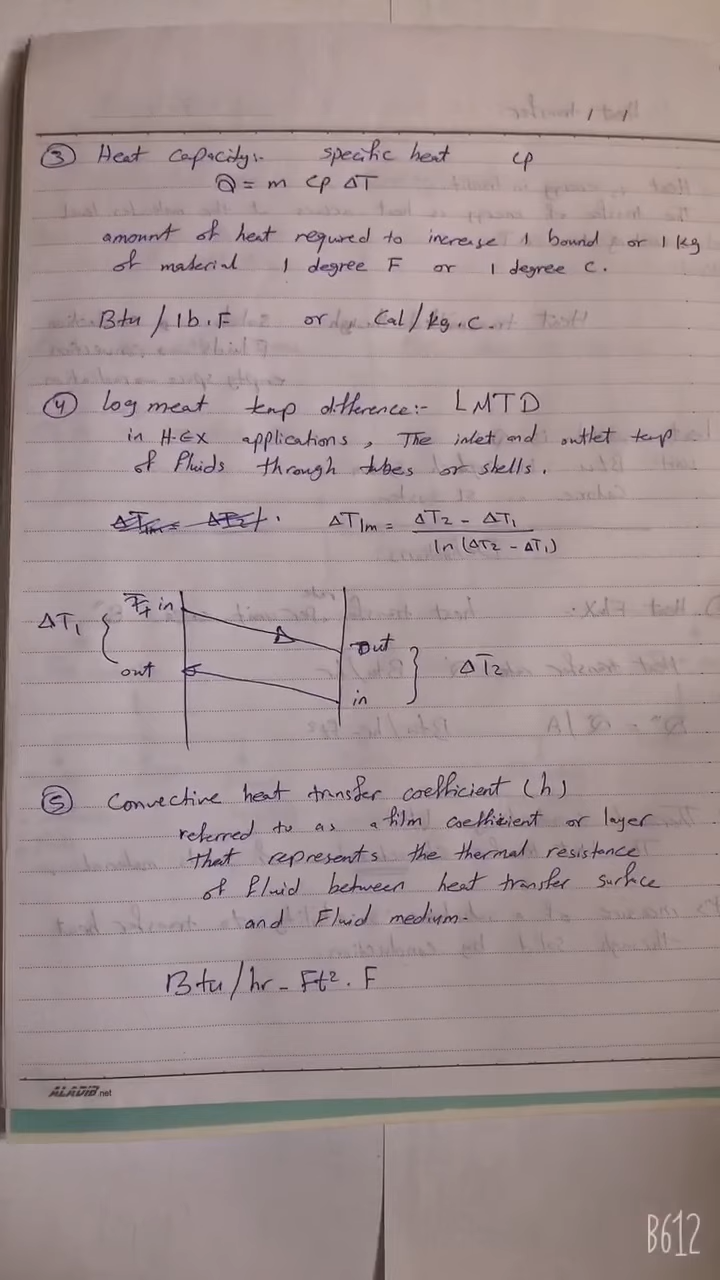 ③ Heat Capacity:- specific heat cp
Q = m cp ΔT
amount of heat requred to increase 1 bound or 1 kg
of material 1 degree F or 1 degree C.
Btu / lb.F or Cal / kg.c.
④ log meat temp difference:- LMTD
in H.EX applications, The inlet and outlet temp
of fluids through tubes or shells.
ΔTlm = (ΔT2 - ΔT1) / ln (ΔT2 - ΔT1)
in
ΔT1
out
ΔT2
out
in
⑤ Convective heat transfer coefficient (h)
referred to as a film coefficient or layer
that represents the thermal resistance
of fluid between heat transfer surface
and Fluid medium.
Btu/hr - Ft². F
ALADIB.net
B612